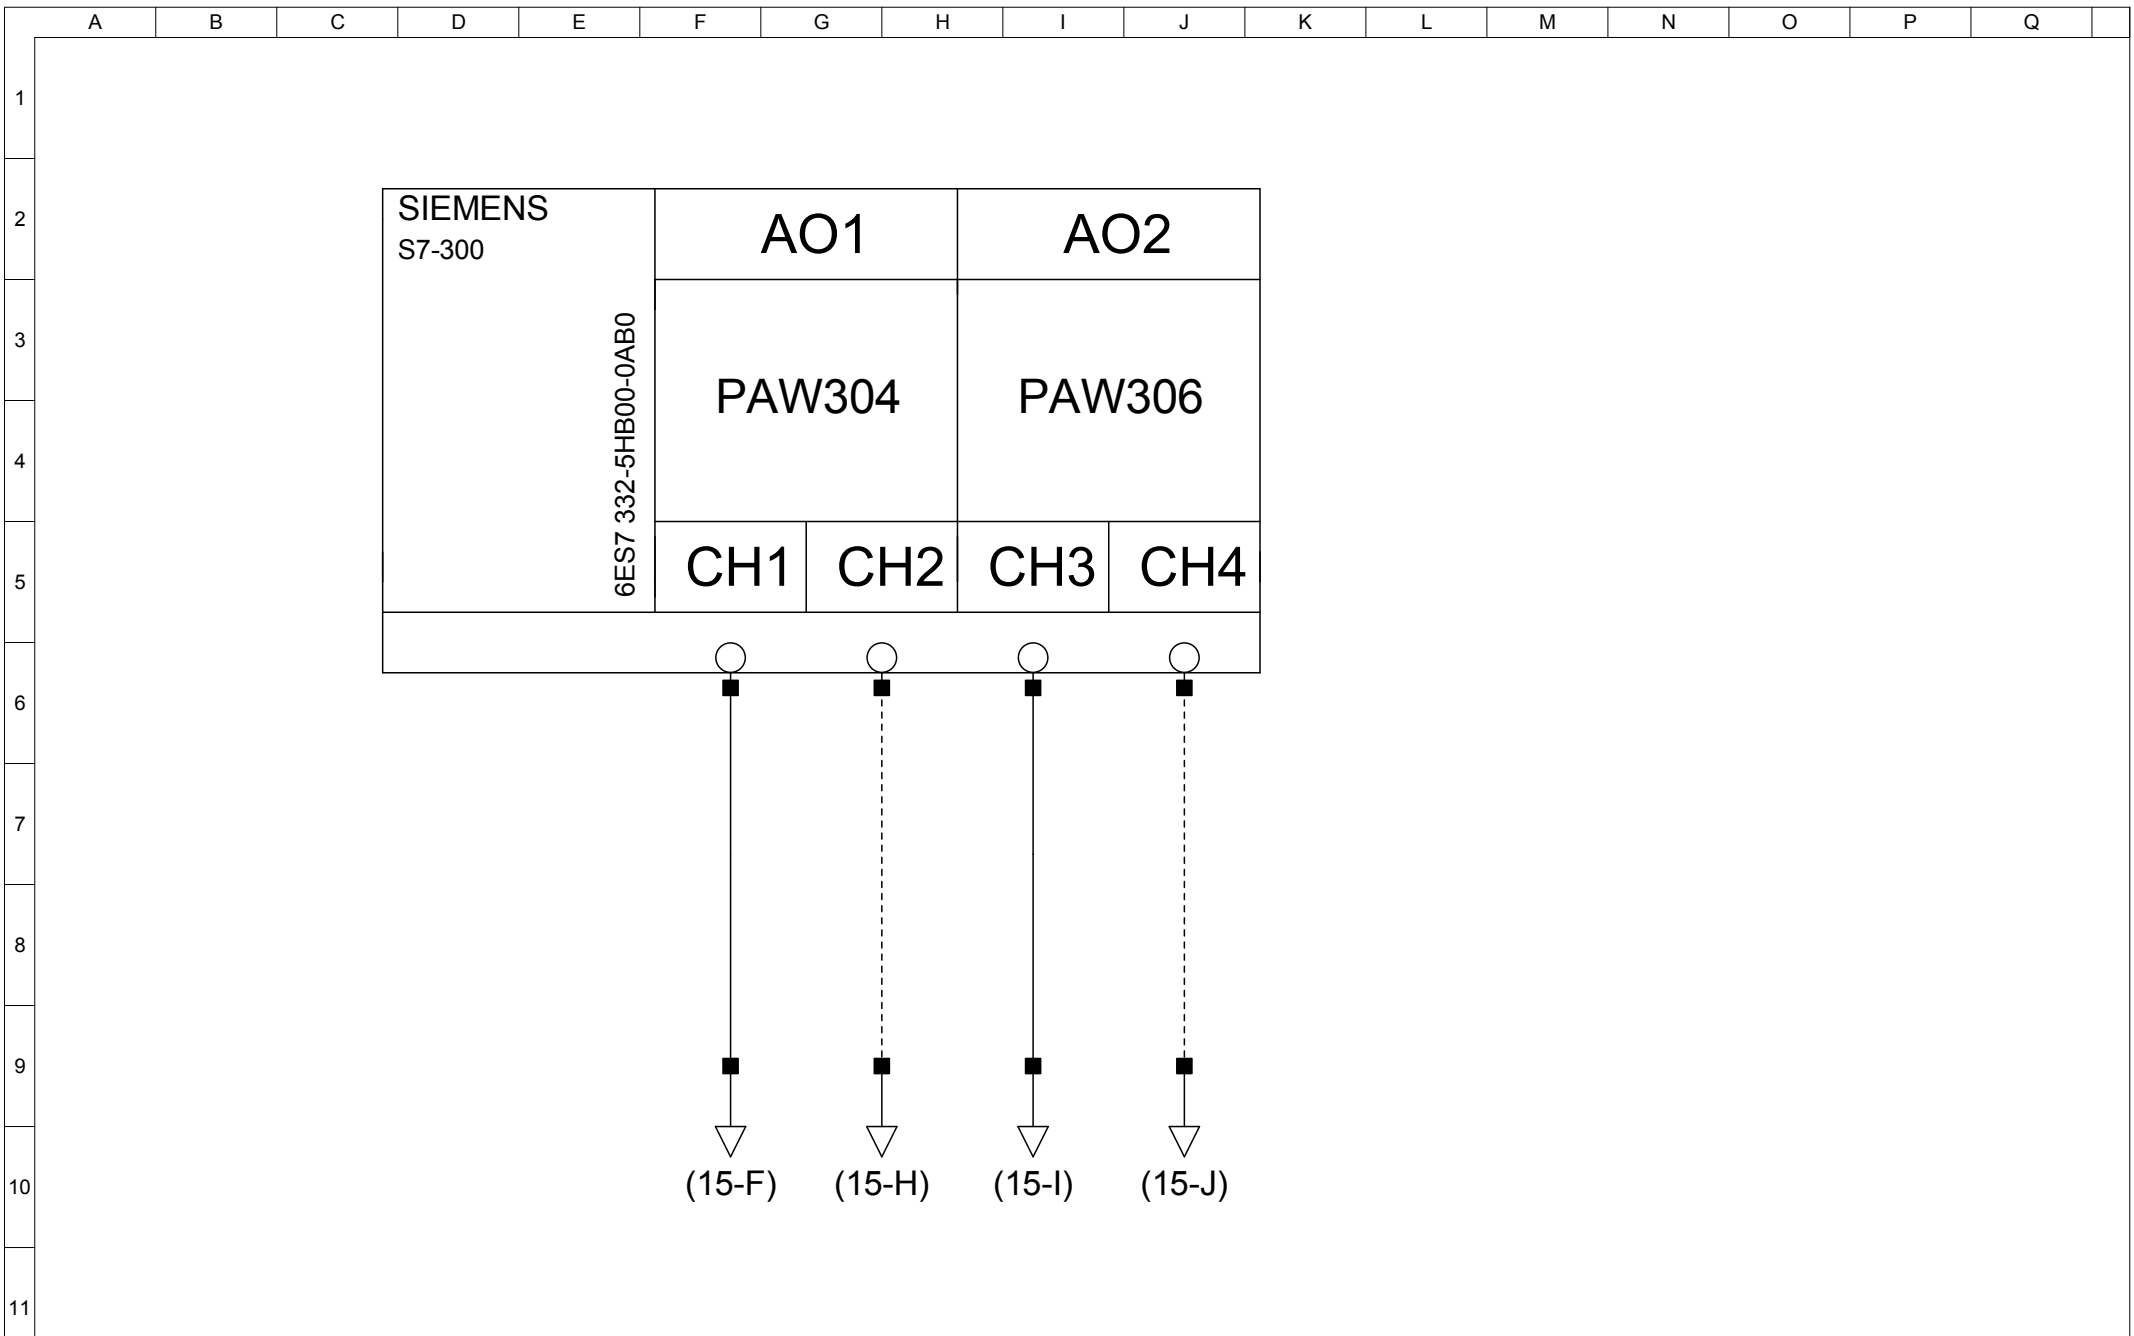 A B C D E F G H I J K L M N O P Q
1
2
3
4
5
6
7
8
9
10
11
SIEMENS
S7-300
6ES7 332-5HB00-0AB0
AO1 AO2
PAW304 PAW306
CH1 CH2 CH3 CH4
(15-F) (15-H) (15-I) (15-J)